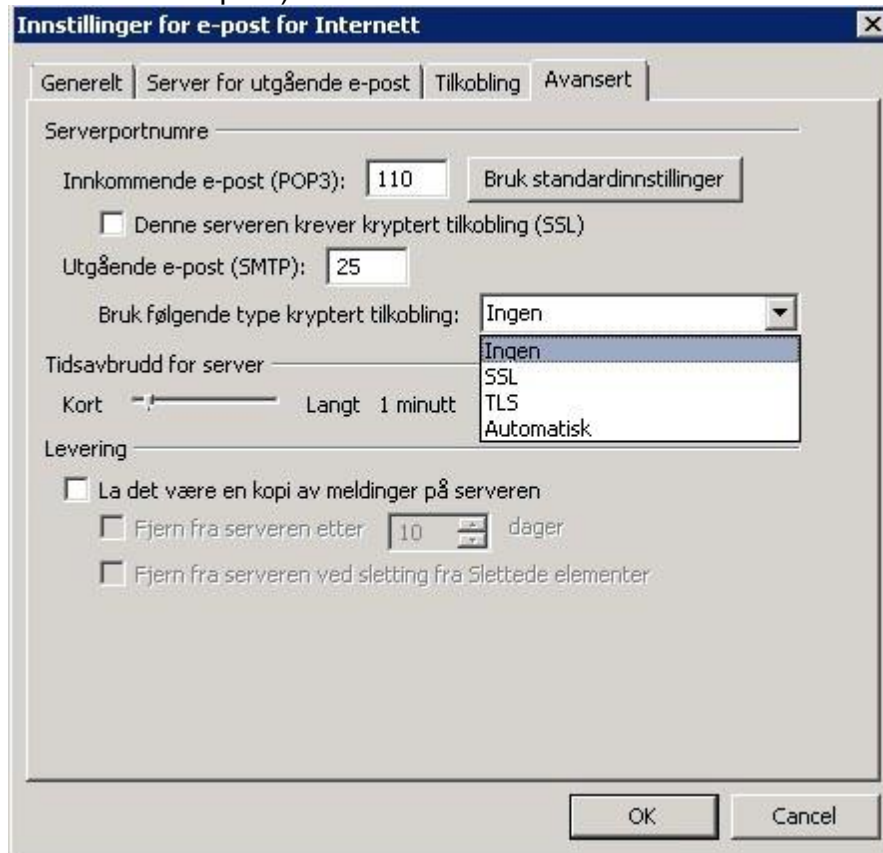 Innstillinger for e-post for Internett
Generelt Server for utgående e-post Tilkobling Avansert
Serverportnumre
Innkommende e-post (POP3): 110 Bruk standardinnstillinger
Denne serveren krever kryptert tilkobling (SSL)
Utgående e-post (SMTP): 25
Bruk følgende type kryptert tilkobling: Ingen
Ingen
SSL
TLS
Automatisk
Tidsavbrudd for server
Kort Langt 1 minutt
Levering
La det være en kopi av meldinger på serveren
Fjern fra serveren etter 10 dager
Fjern fra serveren ved sletting fra Slettede elementer
OK Cancel